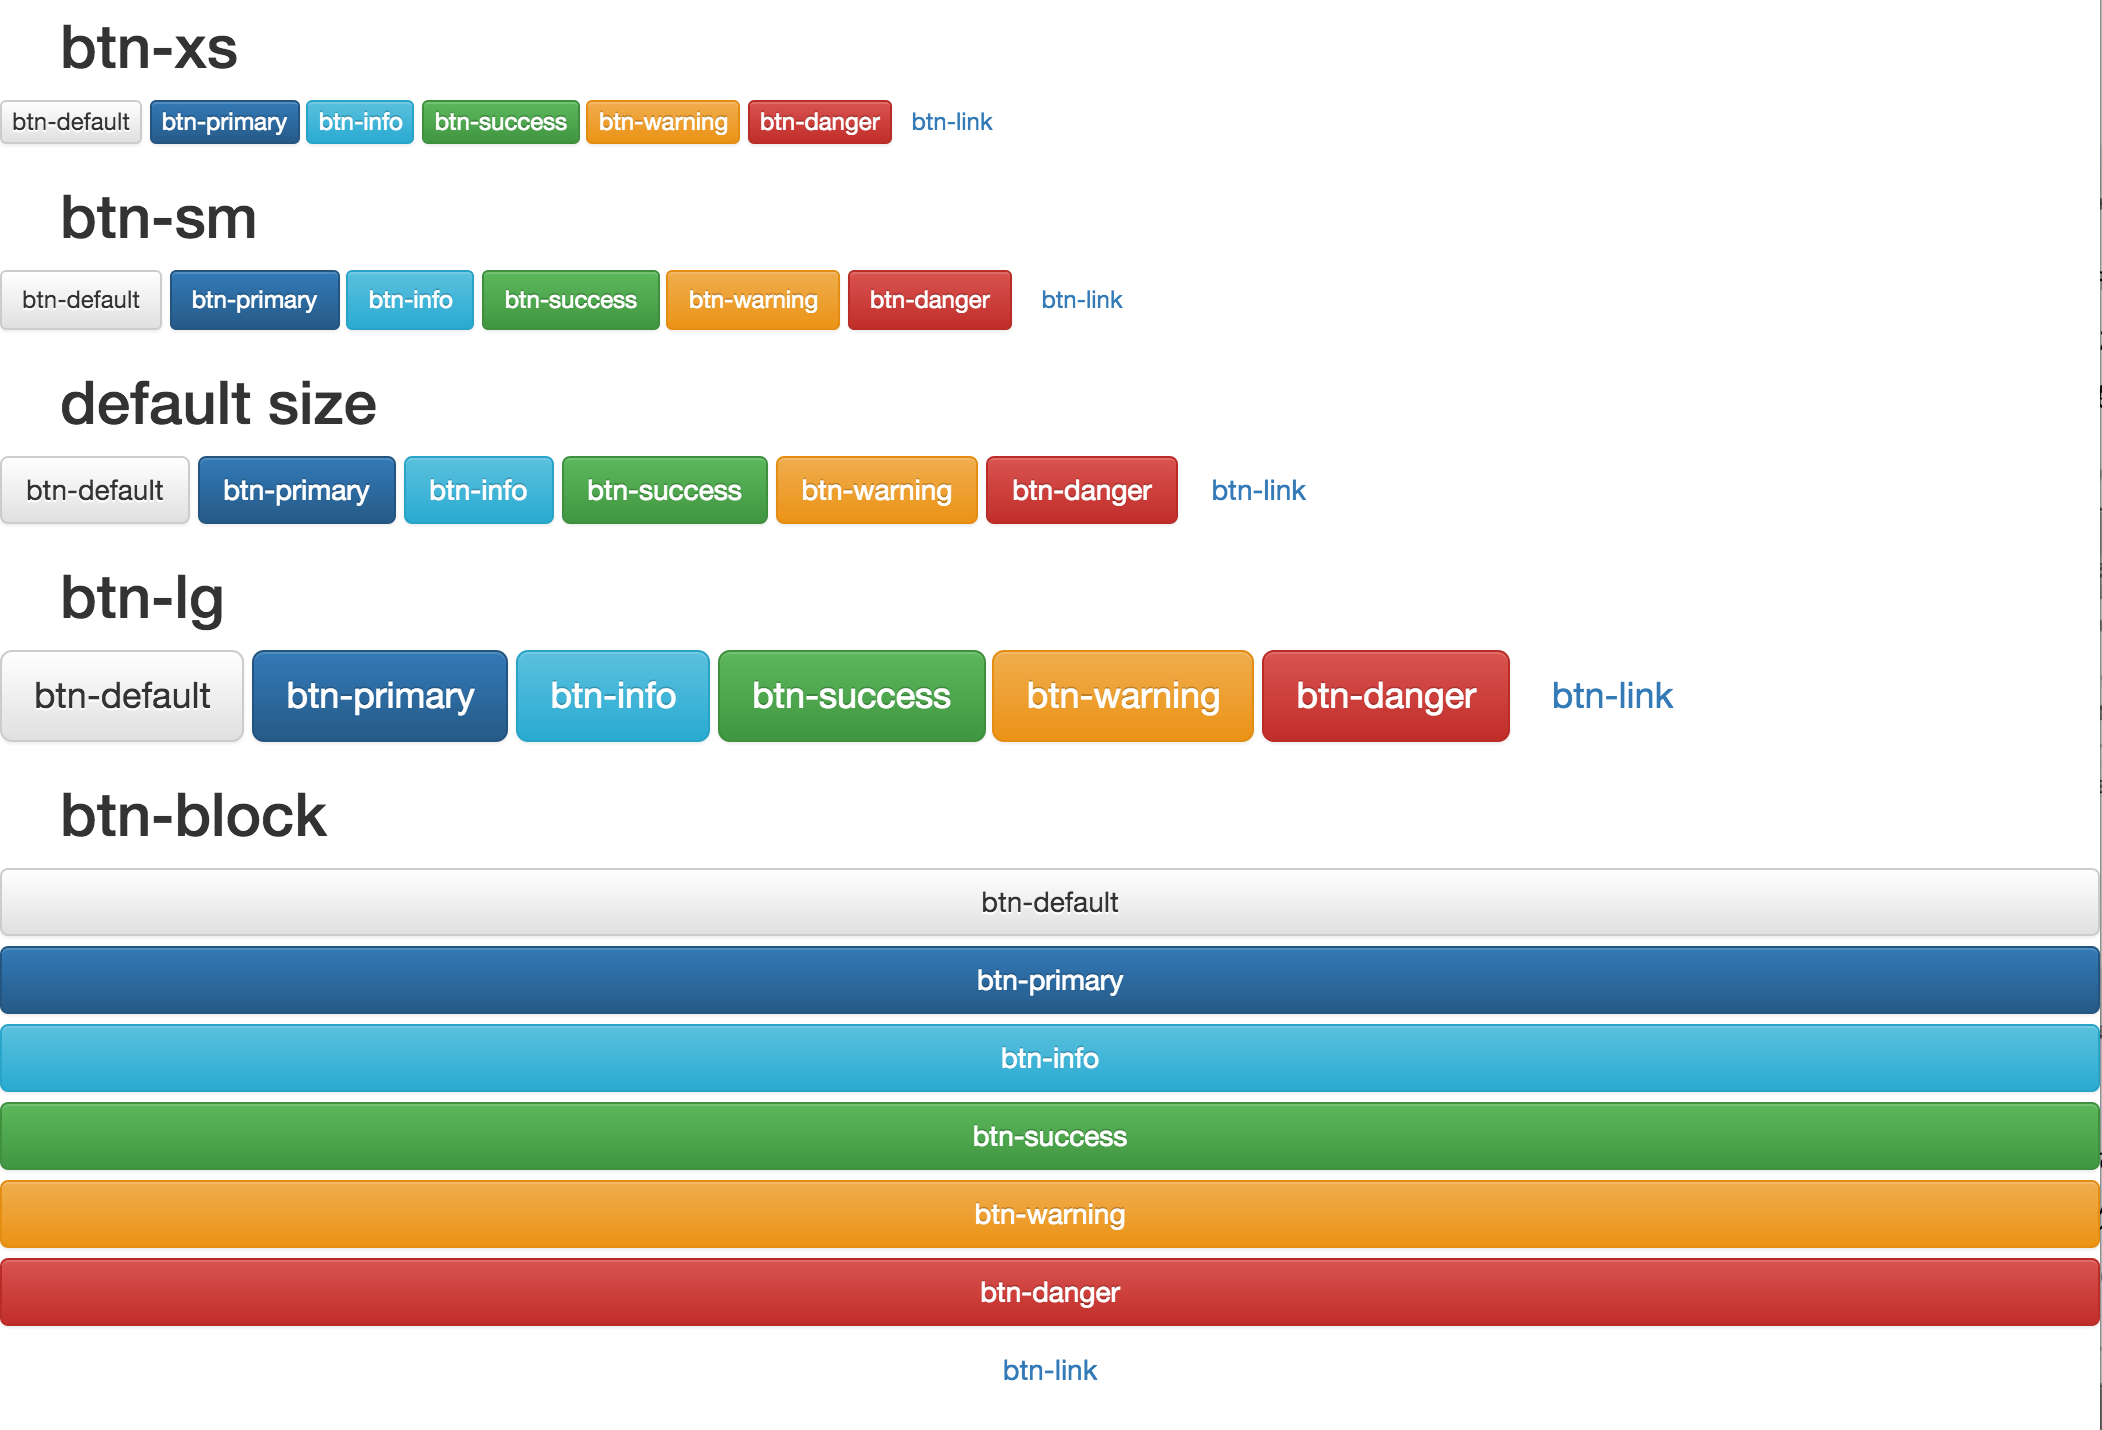 btn-xs
btn-default btn-primary btn-info btn-success btn-warning btn-danger btn-link
btn-sm
btn-default btn-primary btn-info btn-success btn-warning btn-danger btn-link
default size
btn-default btn-primary btn-info btn-success btn-warning btn-danger btn-link
btn-lg
btn-default btn-primary btn-info btn-success btn-warning btn-danger btn-link
btn-block
btn-default
btn-primary
btn-info
btn-success
btn-warning
btn-danger
btn-link